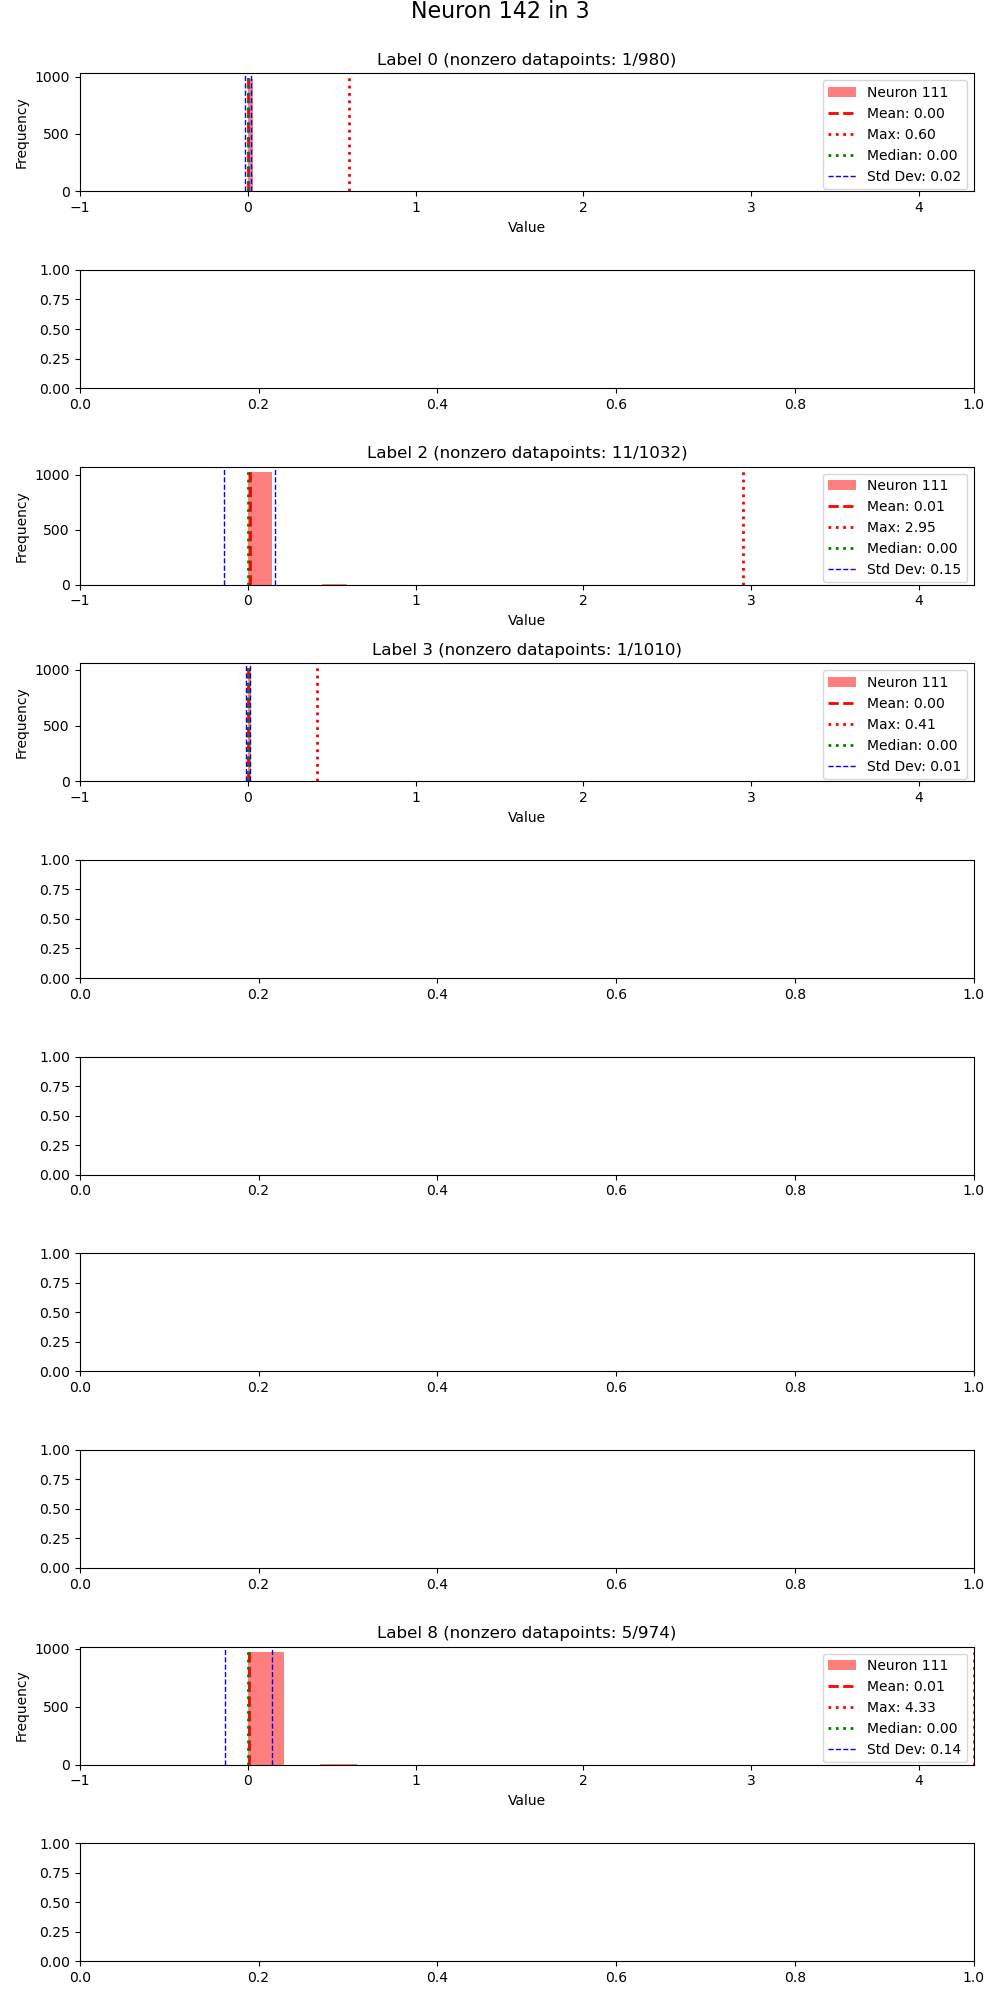 Neuron 142 in 3
Label 0 (nonzero datapoints: 1/980)
Frequency
1000
500
0
Neuron 111
Mean: 0.00
Max: 0.60
Median: 0.00
Std Dev: 0.02
−1 0 1 2 3 4
Value
1.00
0.75
0.50
0.25
0.00
0.0 0.2 0.4 0.6 0.8 1.0
Label 2 (nonzero datapoints: 11/1032)
Frequency
1000
500
0
Neuron 111
Mean: 0.01
Max: 2.95
Median: 0.00
Std Dev: 0.15
−1 0 1 2 3 4
Value
Label 3 (nonzero datapoints: 1/1010)
Frequency
1000
500
0
Neuron 111
Mean: 0.00
Max: 0.41
Median: 0.00
Std Dev: 0.01
−1 0 1 2 3 4
Value
1.00
0.75
0.50
0.25
0.00
0.0 0.2 0.4 0.6 0.8 1.0
1.00
0.75
0.50
0.25
0.00
0.0 0.2 0.4 0.6 0.8 1.0
1.00
0.75
0.50
0.25
0.00
0.0 0.2 0.4 0.6 0.8 1.0
1.00
0.75
0.50
0.25
0.00
0.0 0.2 0.4 0.6 0.8 1.0
Label 8 (nonzero datapoints: 5/974)
Frequency
1000
500
0
Neuron 111
Mean: 0.01
Max: 4.33
Median: 0.00
Std Dev: 0.14
−1 0 1 2 3 4
Value
1.00
0.75
0.50
0.25
0.00
0.0 0.2 0.4 0.6 0.8 1.0